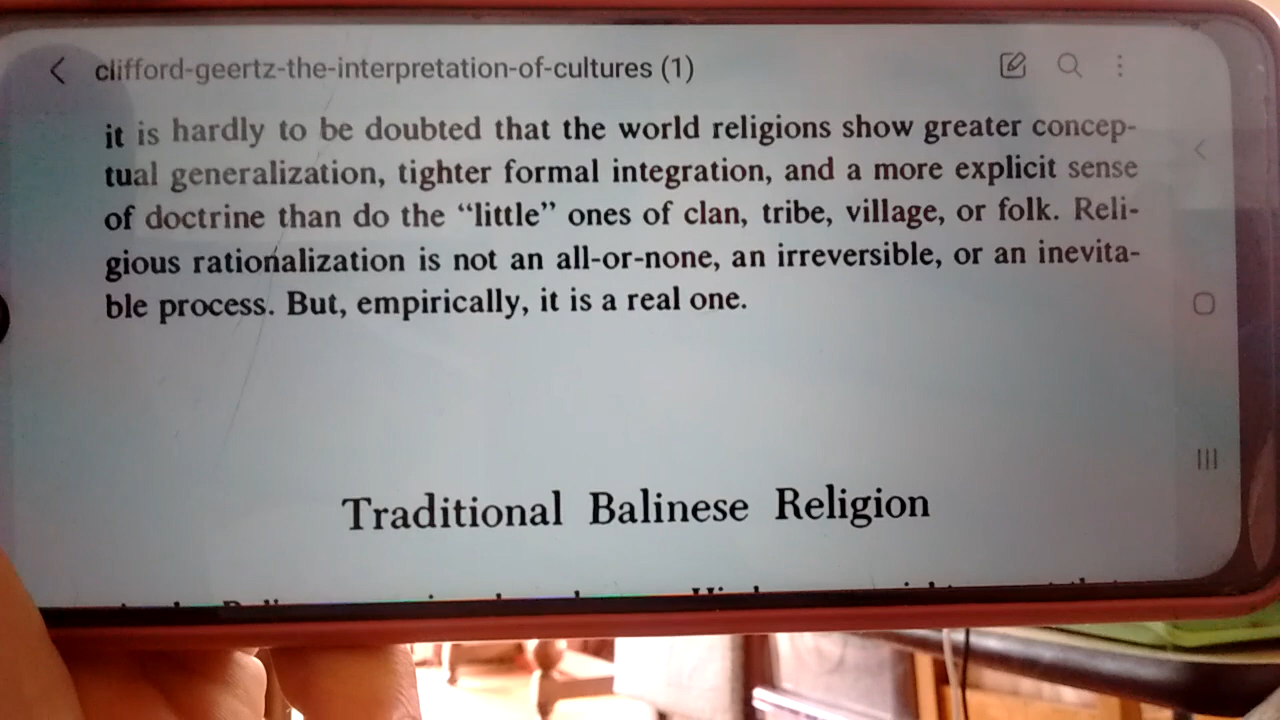 clifford-geertz-the-interpretation-of-cultures (1)
it is hardly to be doubted that the world religions show greater concep-
tual generalization, tighter formal integration, and a more explicit sense
of doctrine than do the “little” ones of clan, tribe, village, or folk. Reli-
gious rationalization is not an all-or-none, an irreversible, or an inevita-
ble process. But, empirically, it is a real one.
Traditional Balinese Religion